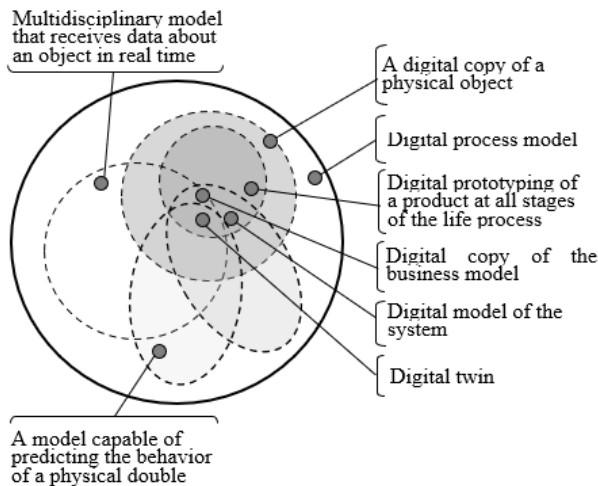 Multidisciplinary model
that receives data about
an object in real time
A digital copy of a
physical object
Digital process model
Digital prototyping of
a product at all stages
of the life process
Digital copy of the
business model
Digital model of the
system
Digital twin
A model capable of
predicting the behavior
of a physical double